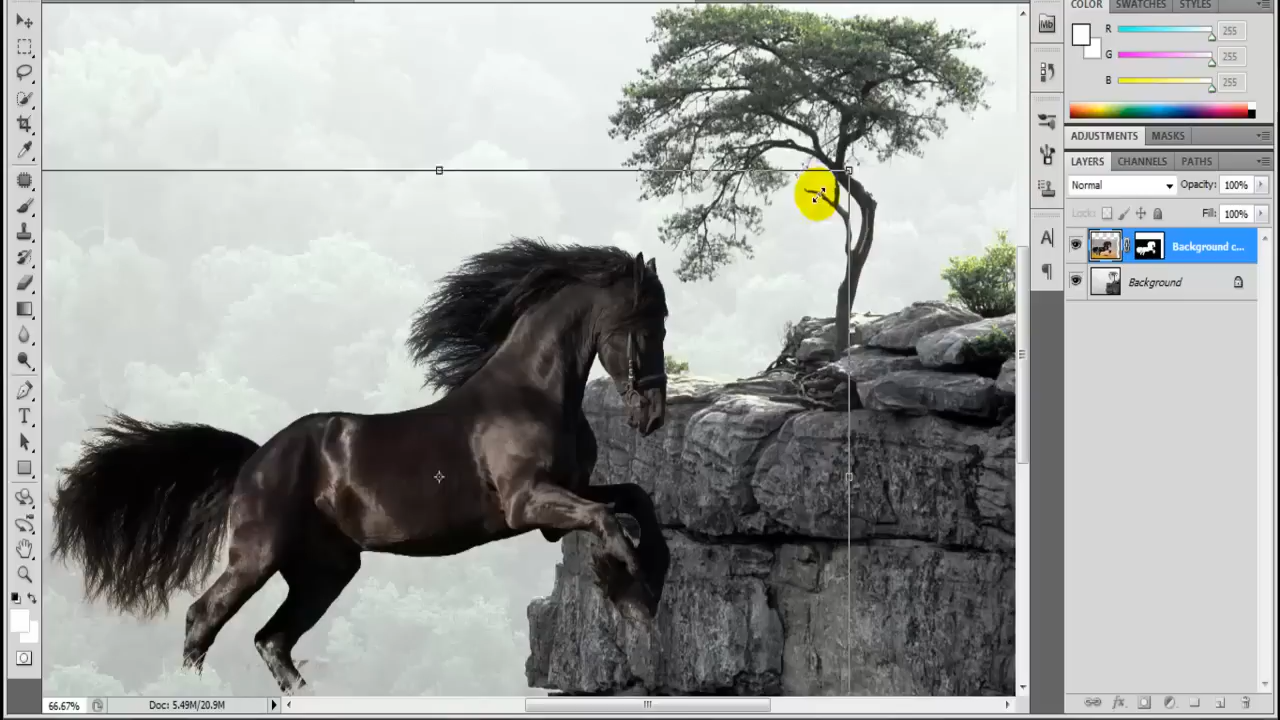 COLOR SWATCHES STYLES
Mb
R 255
G 255
B 255
ADJUSTMENTS MASKS
LAYERS CHANNELS PATHS
Normal Opacity: 100%
Lock: Fill: 100%
A
Background c...
Background
T
66.67% Doc: 5.49M/20.9M